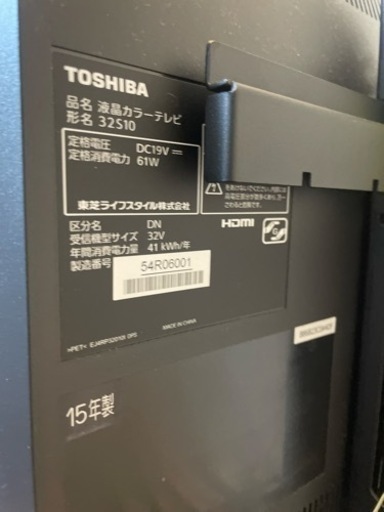 TOSHIBA
品名 液晶カラーテレビ
形名 32S10
定格電圧 DC19V
定格消費電力 61W
東芝ライフスタイル株式会社
HDMI
区分名 DN
受信機型サイズ 32V
年間消費電力量 41 kWh/年
製造番号 54R06001
MADE IN CHINA
15年製